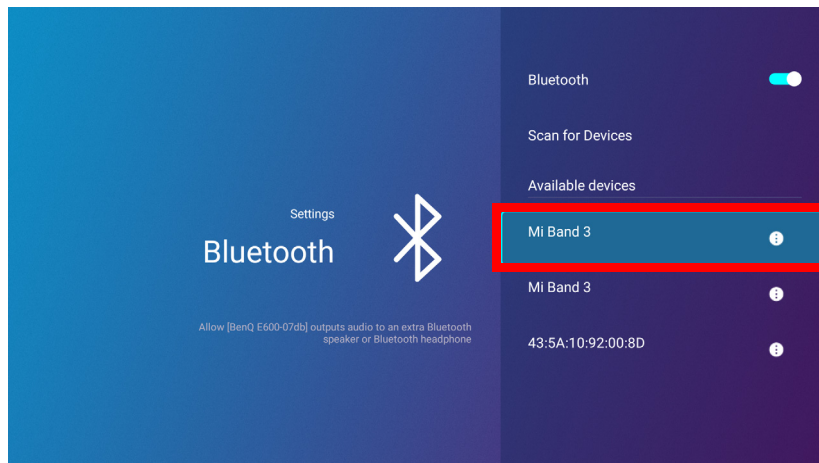 Settings
Bluetooth
Allow [BenQ E600-07db] outputs audio to an extra Bluetooth
speaker or Bluetooth headphone
Bluetooth
Scan for Devices
Available devices
Mi Band 3
Mi Band 3
43:5A:10:92:00:8D